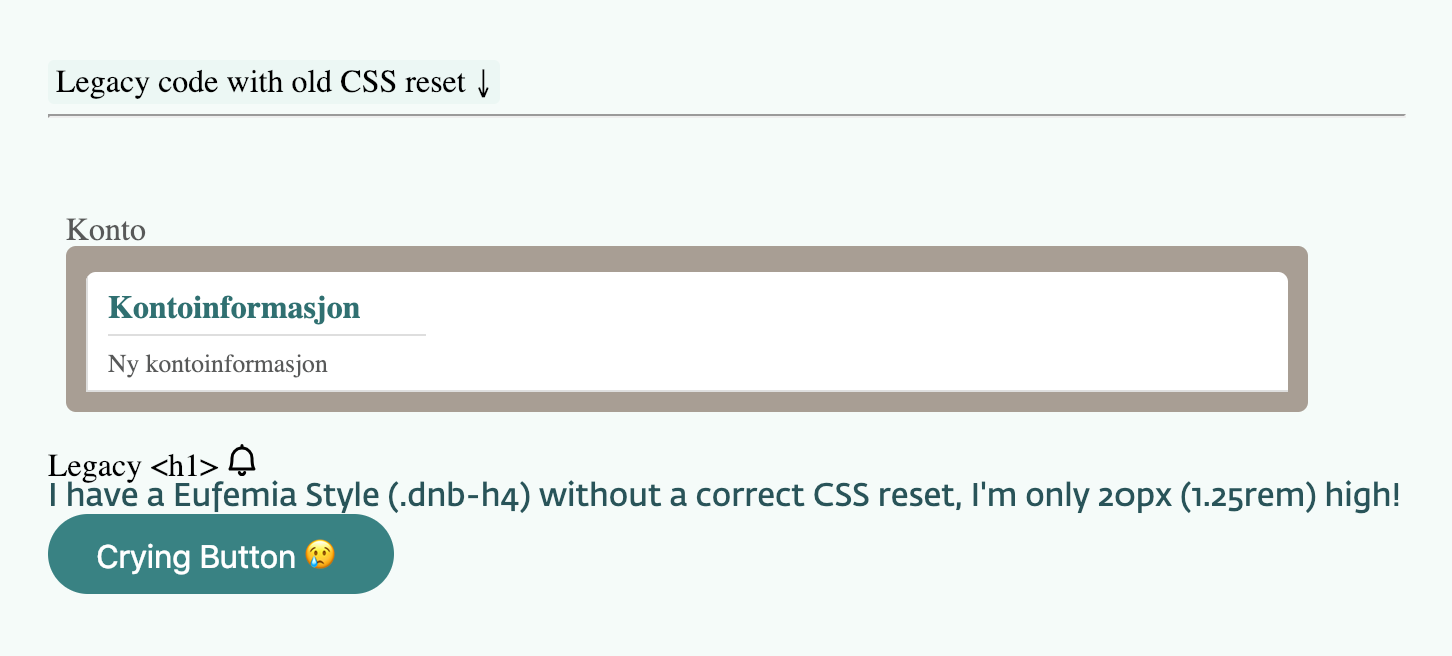 Legacy code with old CSS reset ↓
Konto
Kontoinformasjon
Ny kontoinformasjon
Legacy <h1>
I have a Eufemia Style (.dnb-h4) without a correct CSS reset, I'm only 20px (1.25rem) high!
Crying Button 😢